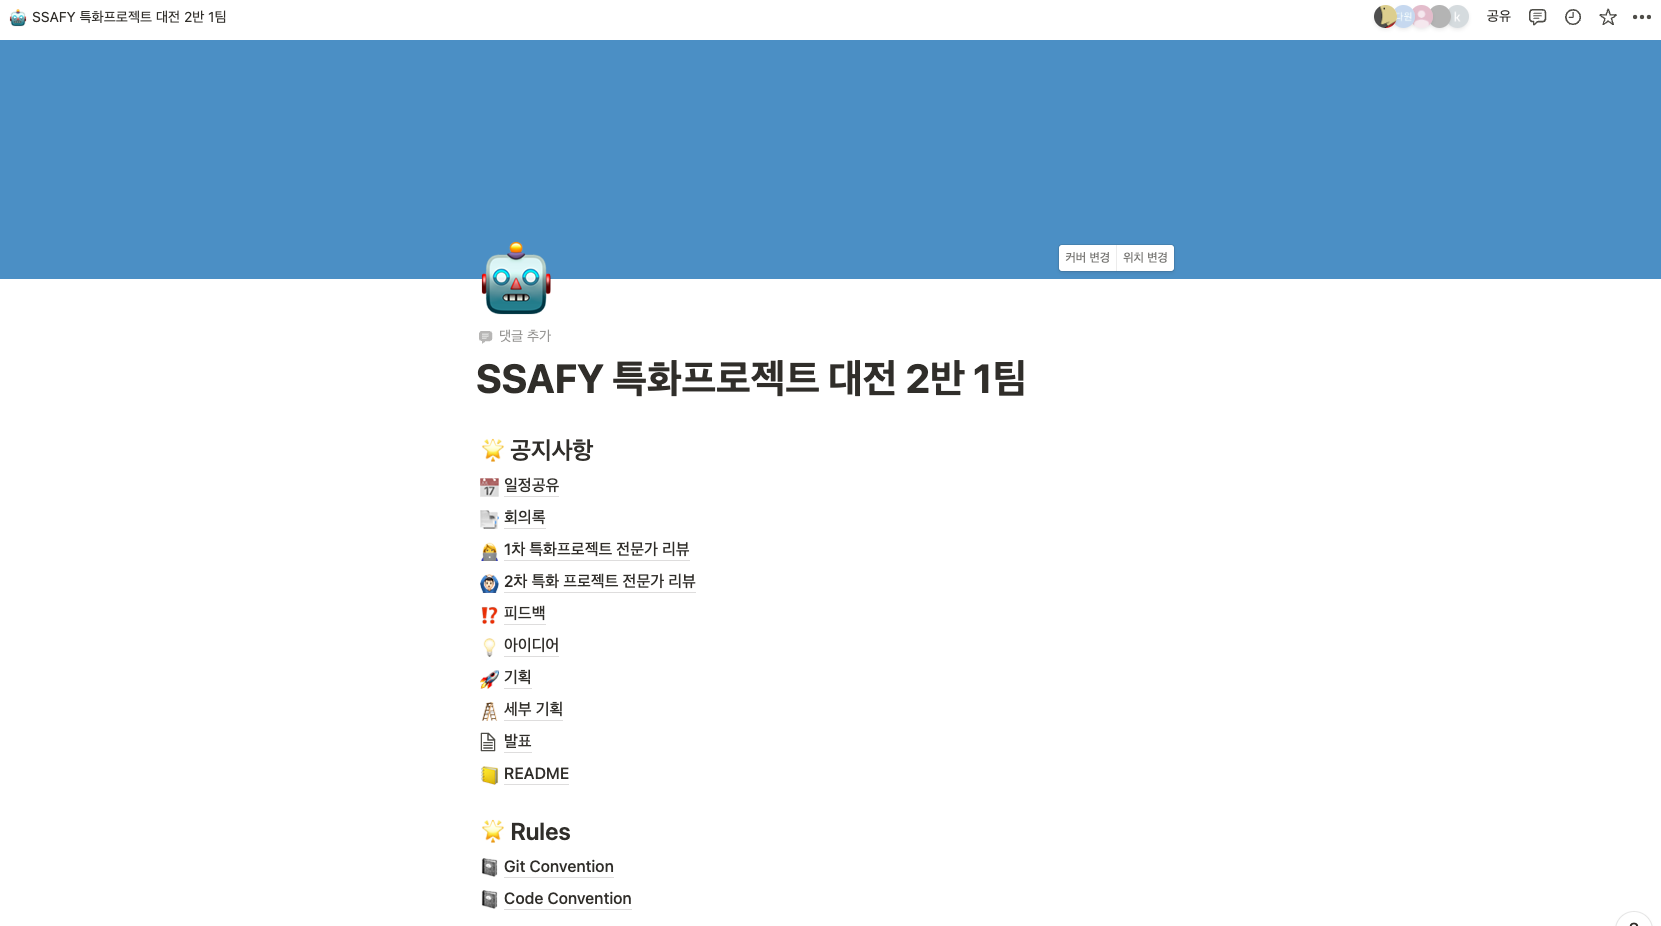 SSAFY 특화프로젝트 대전 2반 1팀
k
공유
커버 변경 위치 변경
댓글 추가
SSAFY 특화프로젝트 대전 2반 1팀
공지사항
17 일정공유
회의록
1차 특화프로젝트 전문가 리뷰
2차 특화 프로젝트 전문가 리뷰
⁉️ 피드백
아이디어
기획
세부 기획
발표
README
Rules
Git Convention
Code Convention